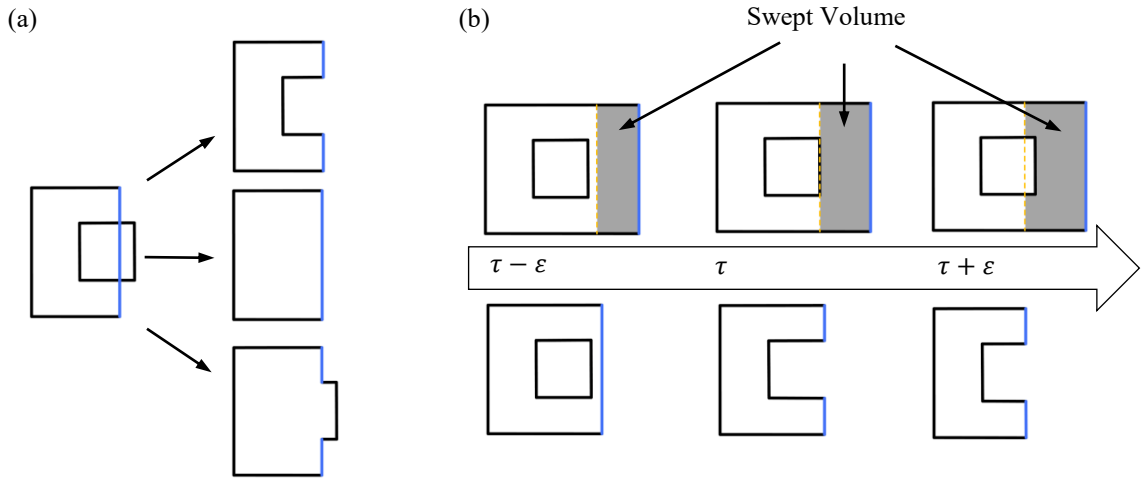 (a)
(b)
Swept Volume
𝜏 − 𝜀
𝜏
𝜏 + 𝜀